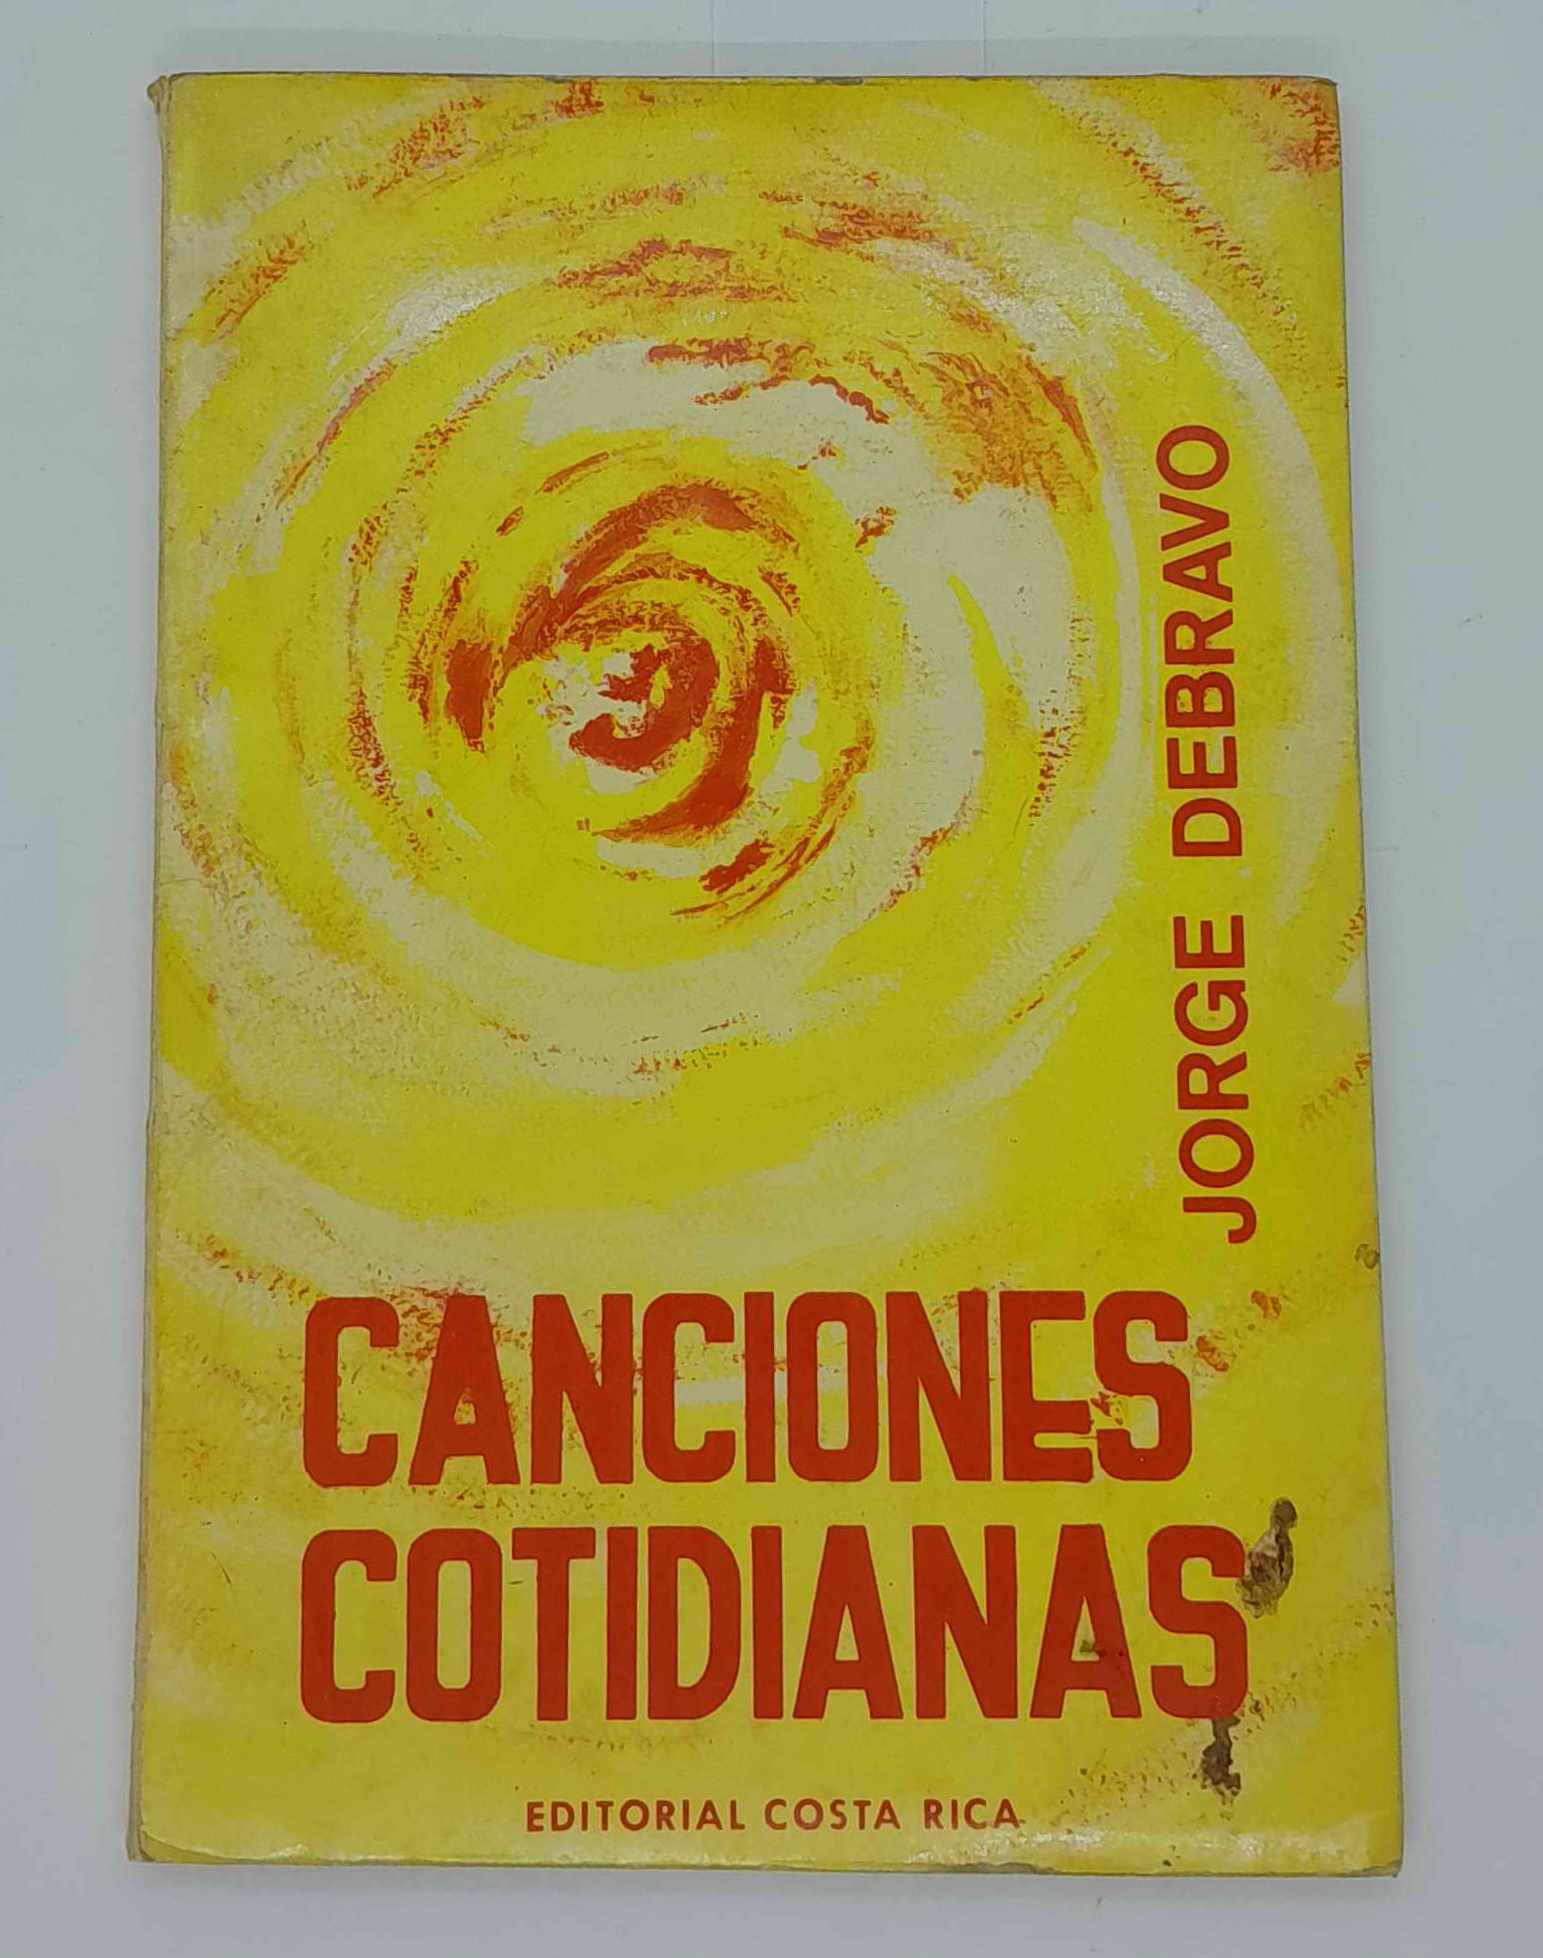 JORGE DEBRAVO
CANCIONES
COTIDIANAS
EDITORIAL COSTA RICA